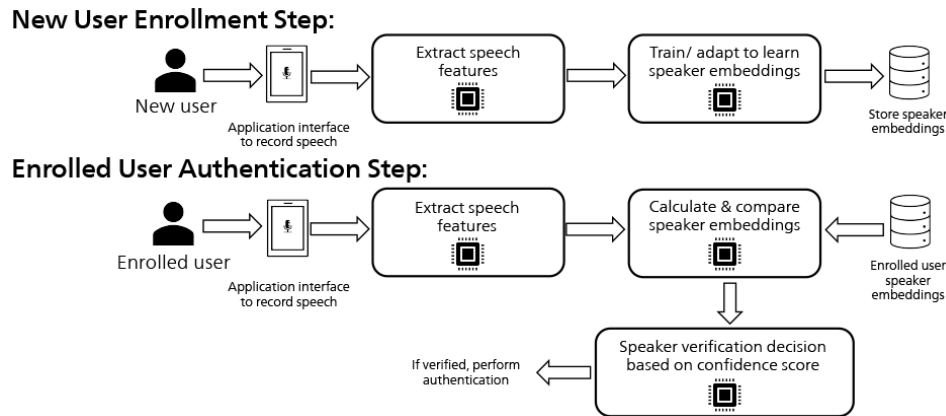 New User Enrollment Step:
Extract speech
features
Train/ adapt to learn
speaker embeddings
New user
Application interface
to record speech
Store speaker
embeddings
Enrolled User Authentication Step:
Extract speech
features
Calculate & compare
speaker embeddings
Enrolled user
Application interface
to record speech
Enrolled user
speaker
embeddings
Speaker verification decision
based on confidence score
If verified, perform
authentication